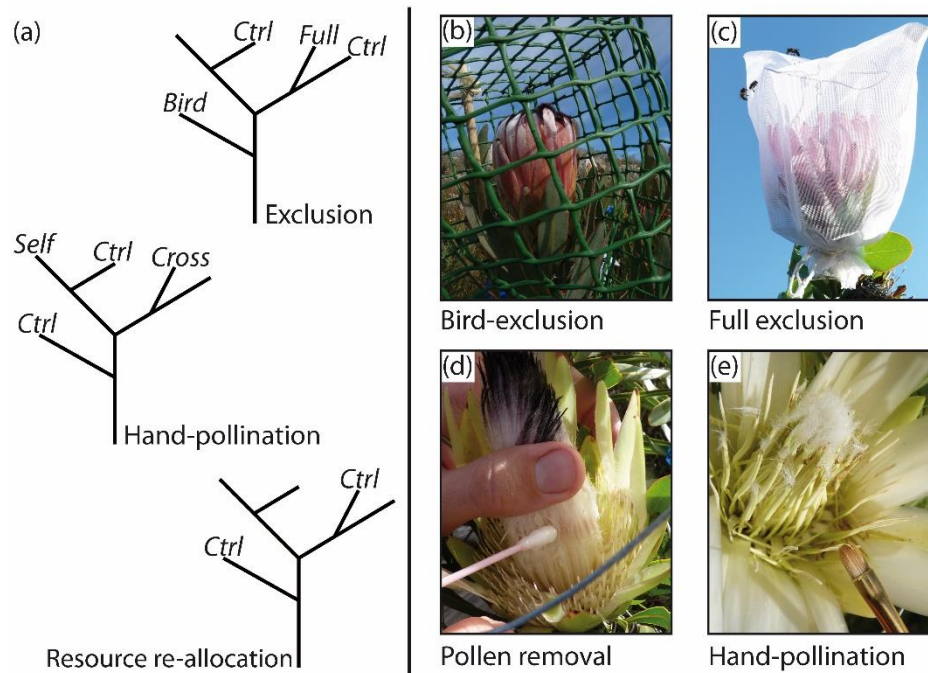 (a)
Ctrl Full Ctrl
Bird
Exclusion
Self Ctrl Cross
Ctrl
Hand-pollination
Ctrl
Ctrl
Resource re-allocation
(b)
Bird-exclusion
(c)
Full exclusion
(d)
Pollen removal
(e)
Hand-pollination